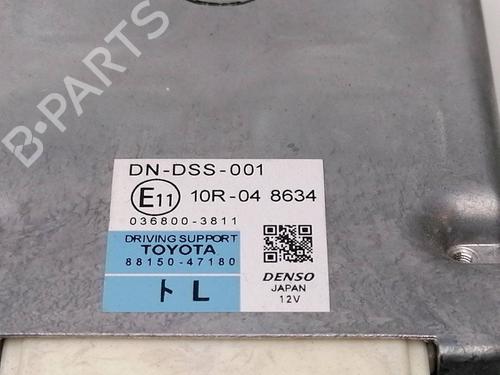 B-PARTS
DN-DSS-001
E11 10R-04 8634
036800-3811
DRIVING SUPPORT
TOYOTA
88150-47180
ト L
DENSO
JAPAN
12V